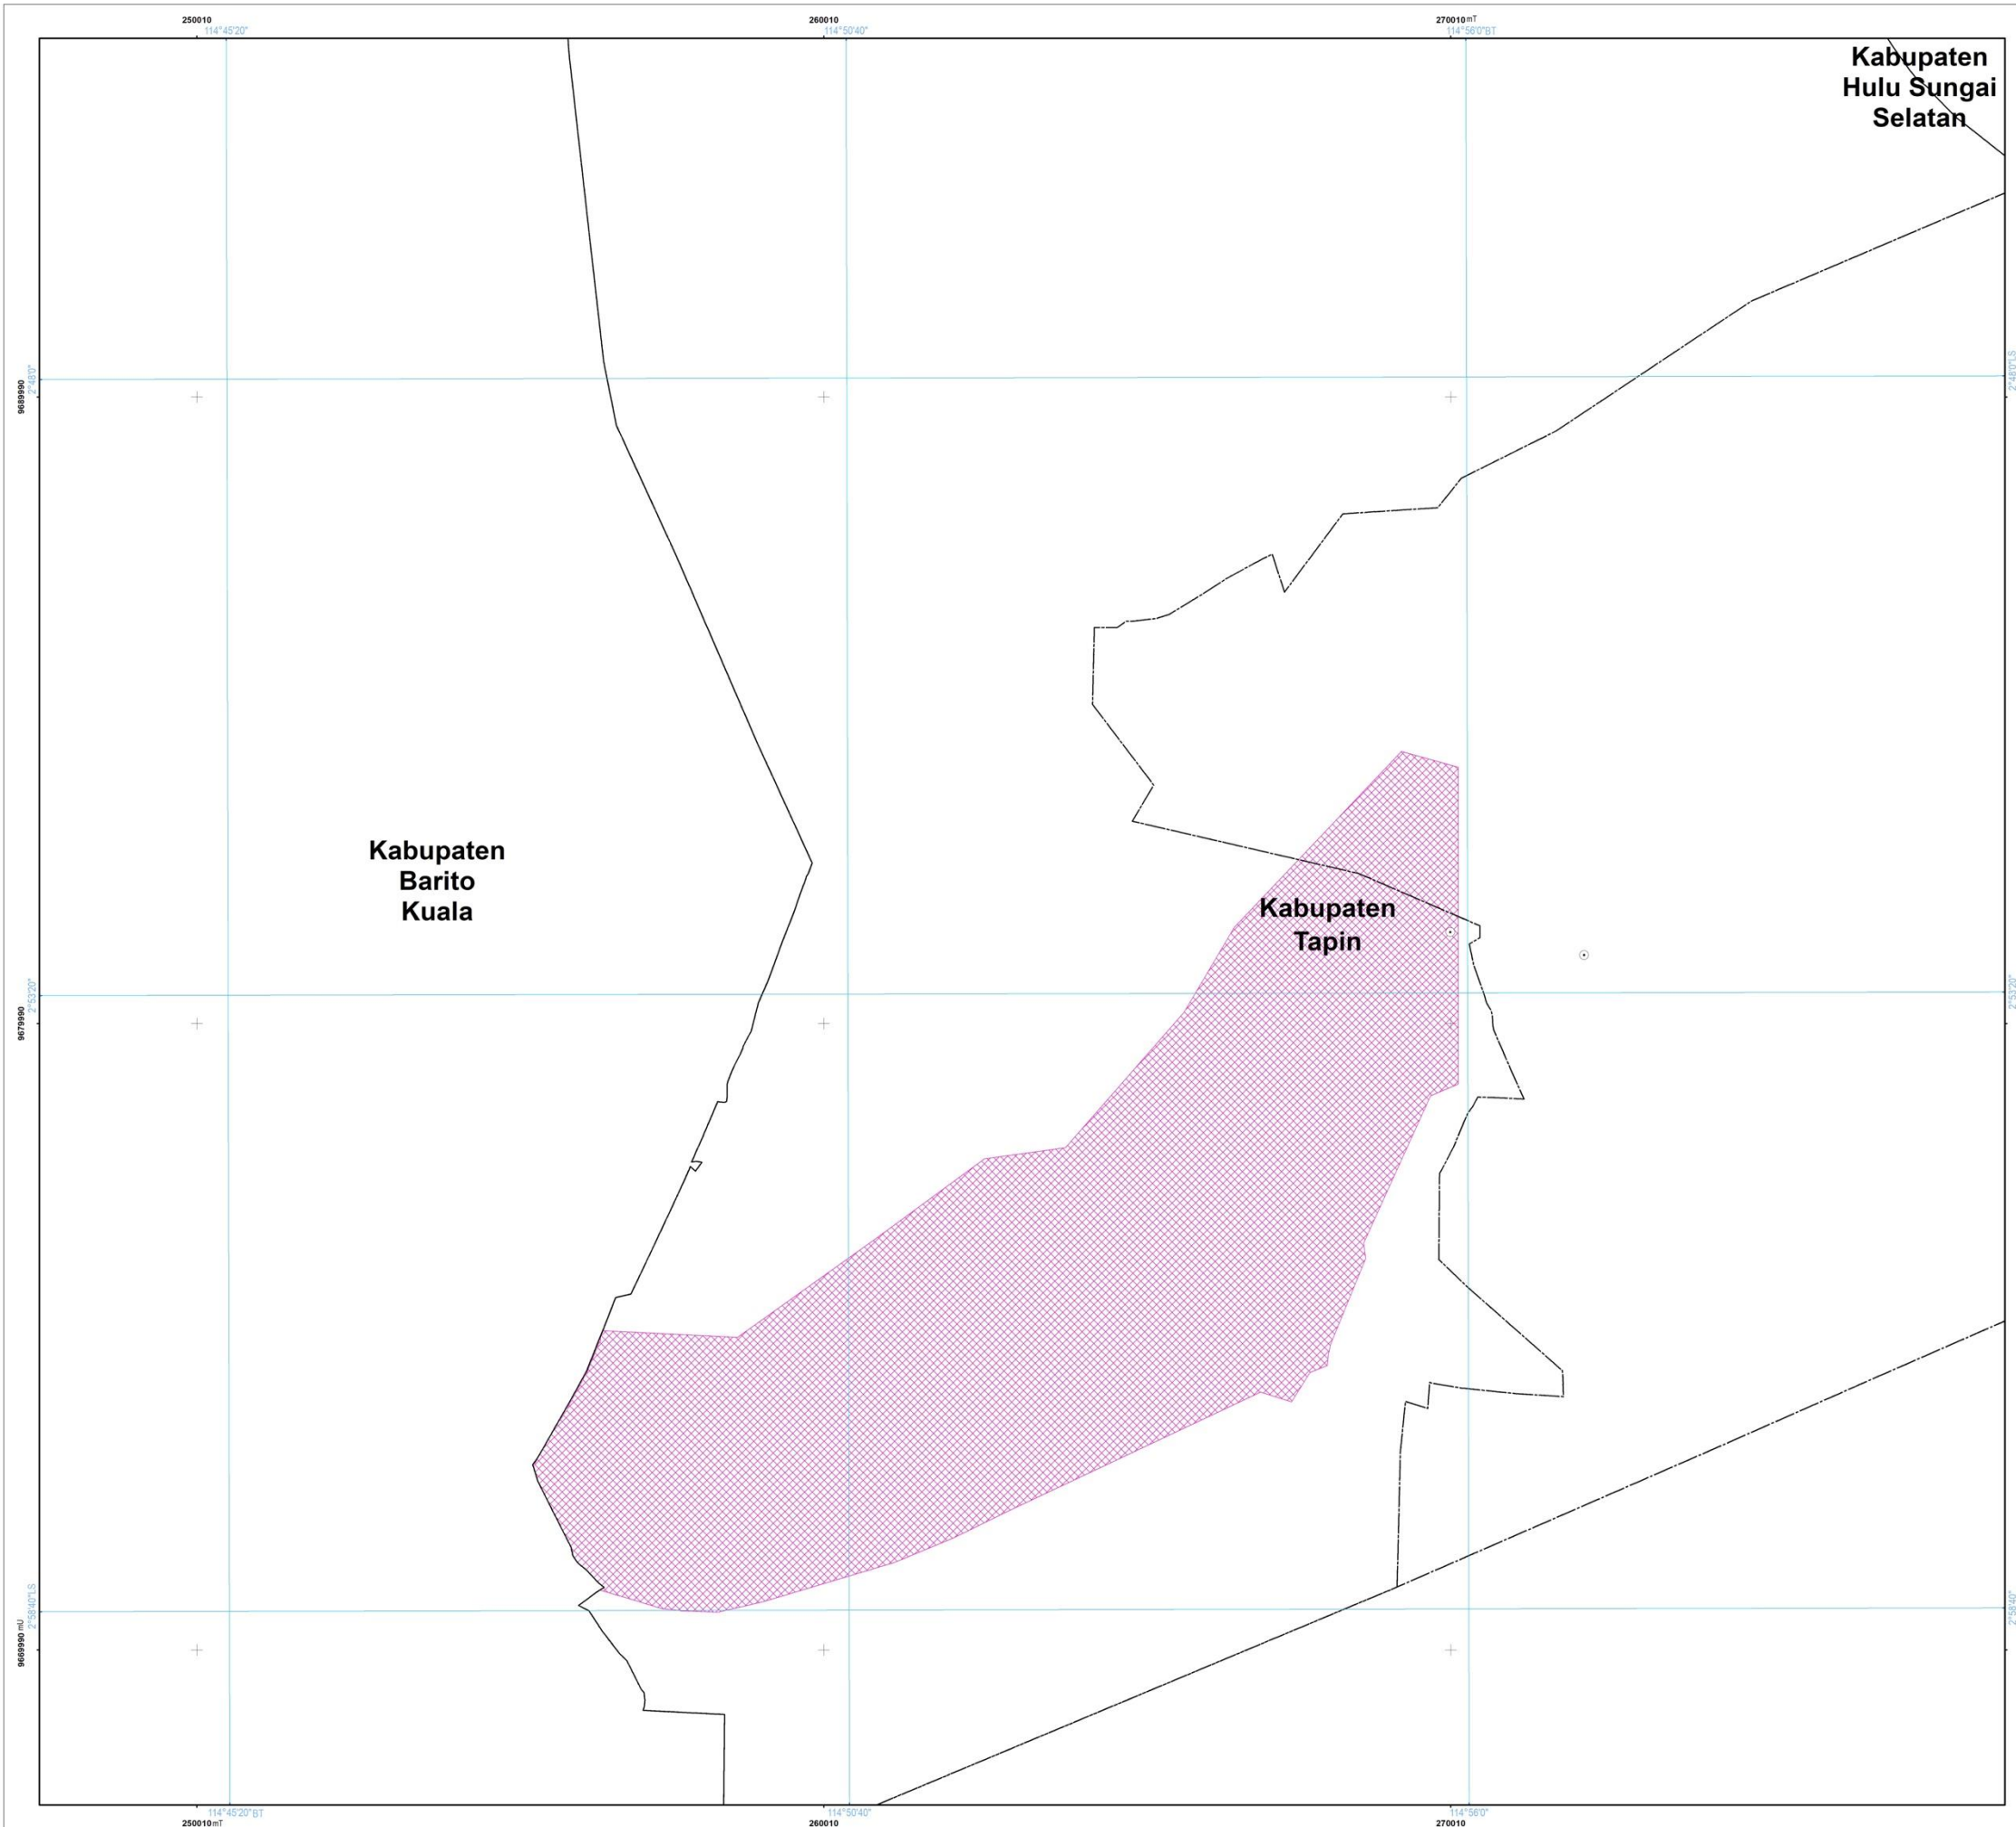 250010
260010
270010 mT
114°45'20"
114°50'40"
114°56'0"BT
Kabupaten
Hulu Sungai
Selatan
9689990
2°48'0"
2°48'0"LS
Kabupaten
Barito
Kuala
Kabupaten
Tapin
9679990
2°53'20"
2°53'20"
9669990 mU
2°58'40"LS
2°58'40"
114°45'20"BT
114°50'40"
114°56'0"
250010 mT
260010
270010